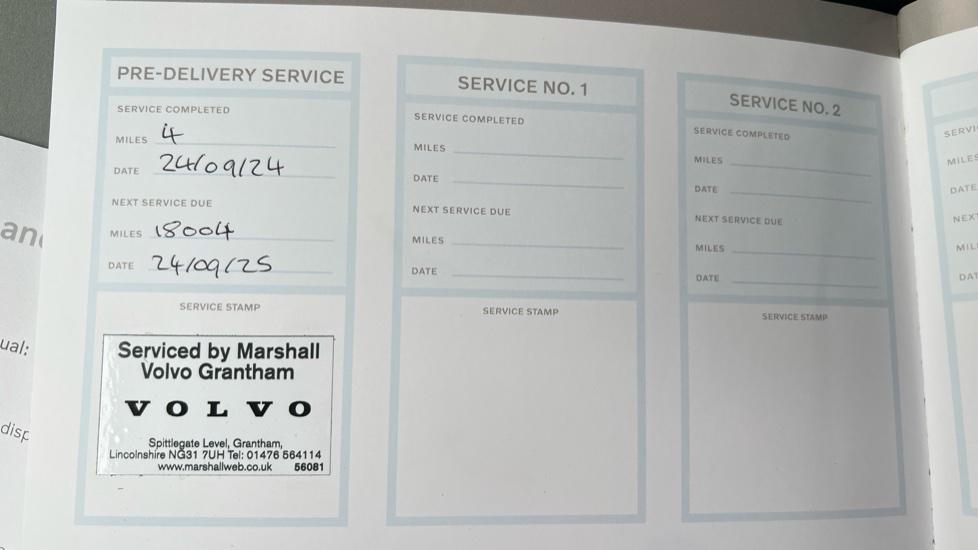 PRE-DELIVERY SERVICE
SERVICE COMPLETED
MILES 4
DATE 24/09/24
NEXT SERVICE DUE
MILES 18004
DATE 24/09/25
SERVICE STAMP
Serviced by Marshall
Volvo Grantham
VOLVO
Spittlegate Level, Grantham,
Lincolnshire NG31 7UH Tel: 01476 564114
www.marshallweb.co.uk 56081
SERVICE NO. 1
SERVICE COMPLETED
MILES
DATE
NEXT SERVICE DUE
MILES
DATE
SERVICE STAMP
SERVICE NO. 2
SERVICE COMPLETED
MILES
DATE
NEXT SERVICE DUE
MILES
DATE
SERVICE STAMP
MILES
DATE
ual: